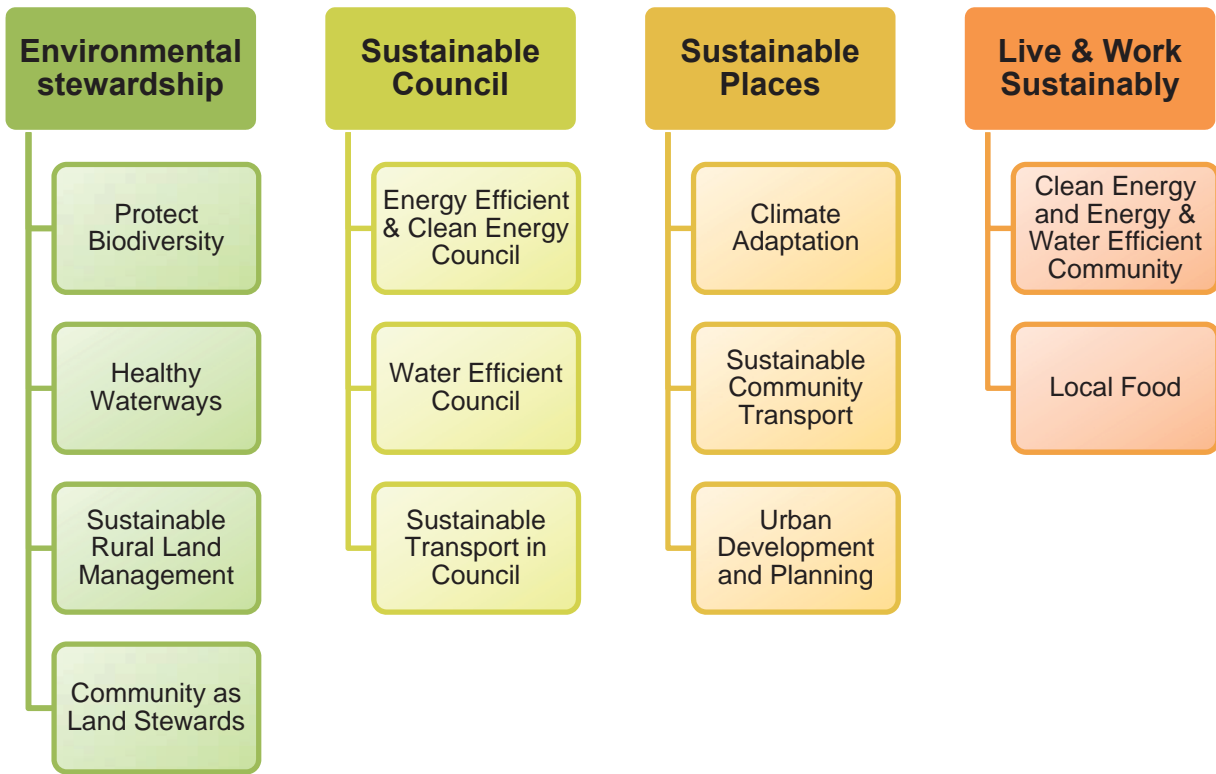 Environmental
stewardship
Protect
Biodiversity
Healthy
Waterways
Sustainable
Rural Land
Management
Community as
Land Stewards
Sustainable
Council
Energy Efficient
& Clean Energy
Council
Water Efficient
Council
Sustainable
Transport in
Council
Sustainable
Places
Climate
Adaptation
Sustainable
Community
Transport
Urban
Development
and Planning
Live & Work
Sustainably
Clean Energy
and Energy &
Water Efficient
Community
Local Food